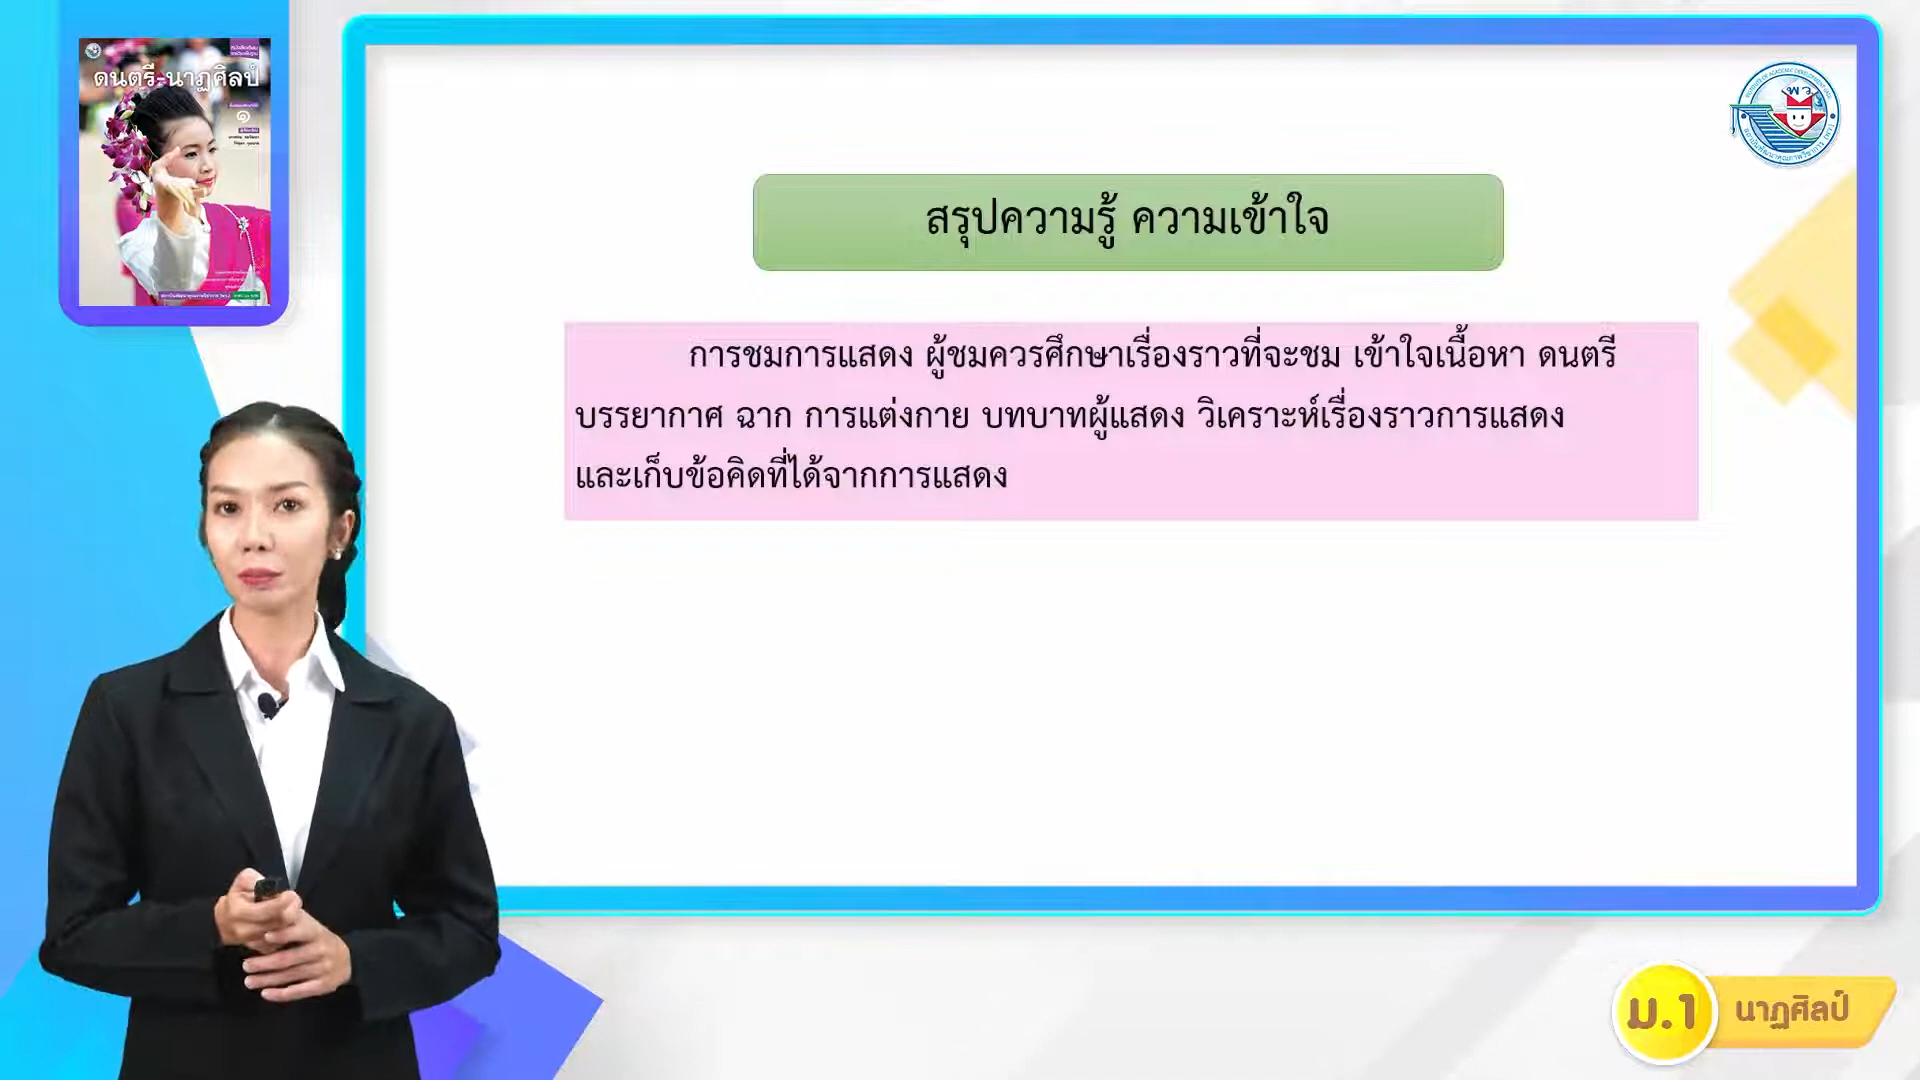 ดนตรี-นาฏศิลป์
๑
พว
สรุปความรู้ ความเข้าใจ
การชมการแสดง ผู้ชมควรศึกษาเรื่องราวที่จะชม เข้าใจเนื้อหา ดนตรี
บรรยากาศ ฉาก การแต่งกาย บทบาทผู้แสดง วิเคราะห์เรื่องราวการแสดง
และเก็บข้อคิดที่ได้จากการแสดง
ม.1
นาฏศิลป์